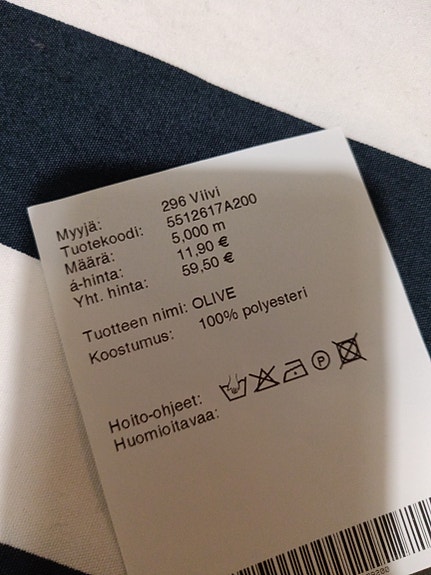 Myyjä: 296 Viivi
Tuotekoodi: 5512617A200
Määrä: 5,000 m
á-hinta: 11,90 €
Yht. hinta: 59,50 €
Tuotteen nimi: OLIVE
Koostumus: 100% polyesteri
Hoito-ohjeet: P
Huomioitavaa: